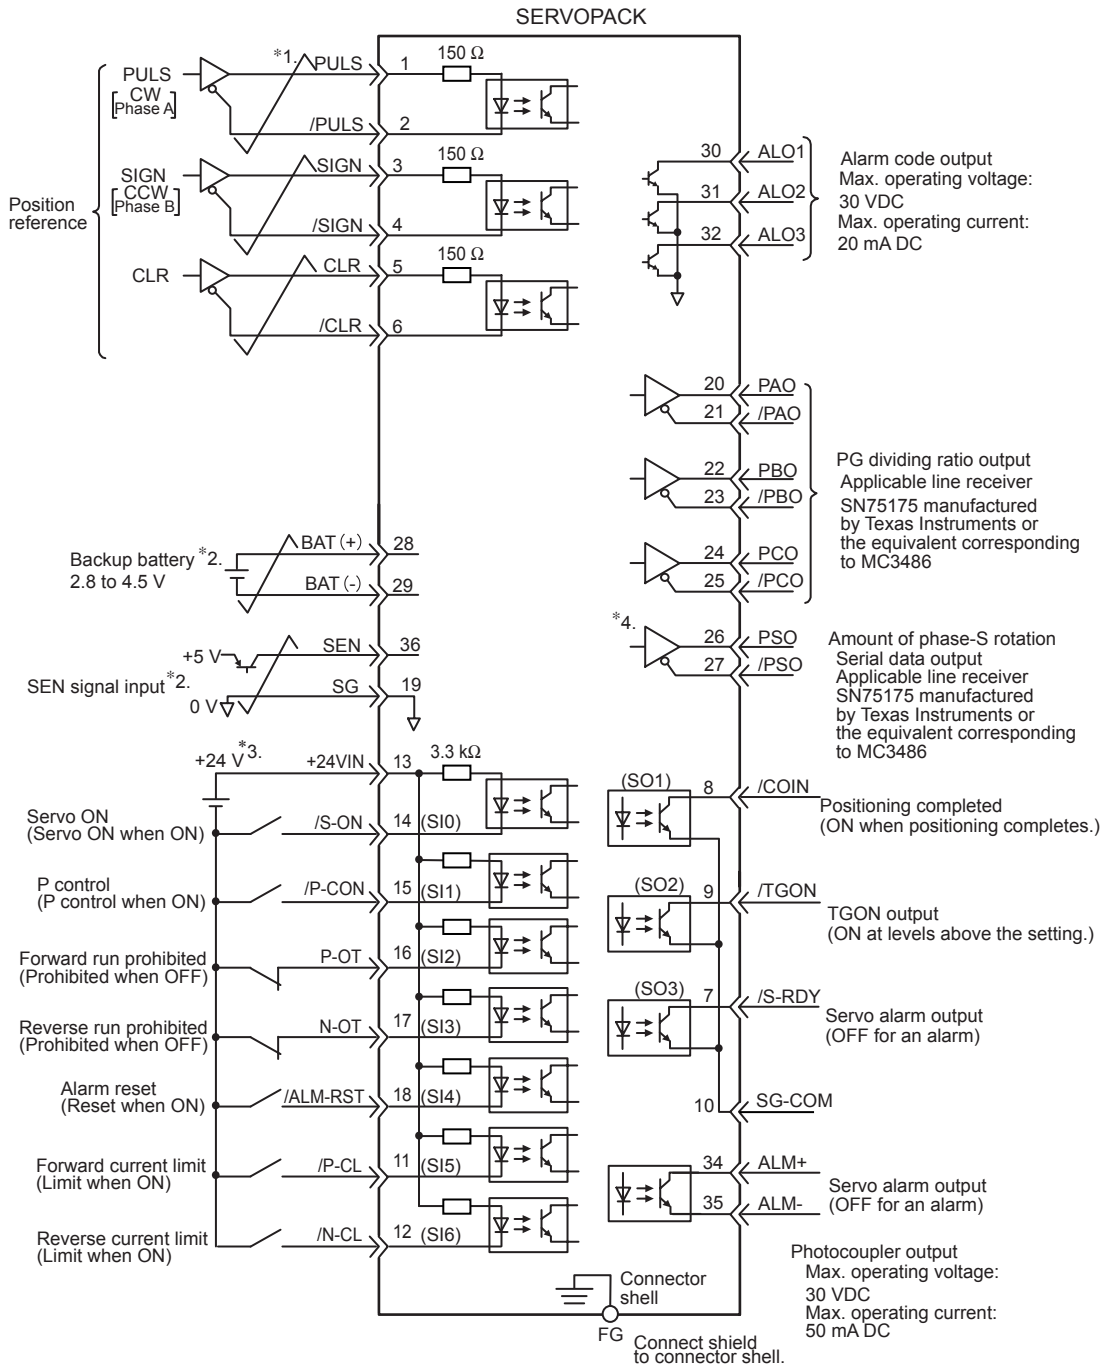 SERVOPACK
Position
reference
PULS
[CW
Phase A]
*1.
PULS
1
150 Ω
/PULS
2
SIGN
[CCW
Phase B]
SIGN
3
150 Ω
/SIGN
4
CLR
CLR
5
150 Ω
/CLR
6
30
ALO1
31
ALO2
32
ALO3
Alarm code output
Max. operating voltage:
30 VDC
Max. operating current:
20 mA DC
20
PAO
21
/PAO
22
PBO
23
/PBO
24
PCO
25
/PCO
PG dividing ratio output
Applicable line receiver
SN75175 manufactured
by Texas Instruments or
the equivalent corresponding
to MC3486
Backup battery *2.
2.8 to 4.5 V
BAT (+)
28
BAT (-)
29
SEN signal input *2.
+5 V
0 V
SEN
36
SG
19
*4.
26
PSO
27
/PSO
Amount of phase-S rotation
Serial data output
Applicable line receiver
SN75175 manufactured
by Texas Instruments or
the equivalent corresponding
to MC3486
+24 V *3.
+24VIN
13
3.3 kΩ
Servo ON
(Servo ON when ON)
/S-ON
14
(SI0)
P control
(P control when ON)
/P-CON
15
(SI1)
Forward run prohibited
(Prohibited when OFF)
P-OT
16
(SI2)
Reverse run prohibited
(Prohibited when OFF)
N-OT
17
(SI3)
Alarm reset
(Reset when ON)
/ALM-RST
18
(SI4)
Forward current limit
(Limit when ON)
/P-CL
11
(SI5)
Reverse current limit
(Limit when ON)
/N-CL
12
(SI6)
(SO1)
8
/COIN
Positioning completed
(ON when positioning completes.)
(SO2)
9
/TGON
TGON output
(ON at levels above the setting.)
(SO3)
7
/S-RDY
Servo alarm output
(OFF for an alarm)
10
SG-COM
34
ALM+
35
ALM-
Servo alarm output
(OFF for an alarm)
Photocoupler output
Max. operating voltage:
30 VDC
Max. operating current:
50 mA DC
Connector
shell
FG
Connect shield
to connector shell.